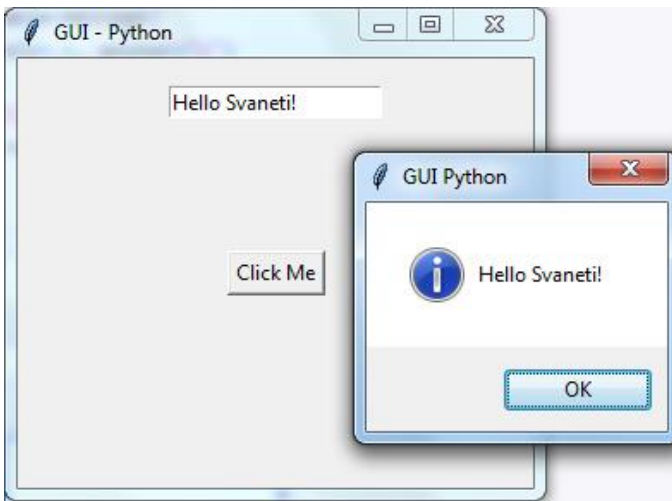 GUI - Python
Hello Svaneti!
Click Me
GUI Python
Hello Svaneti!
OK